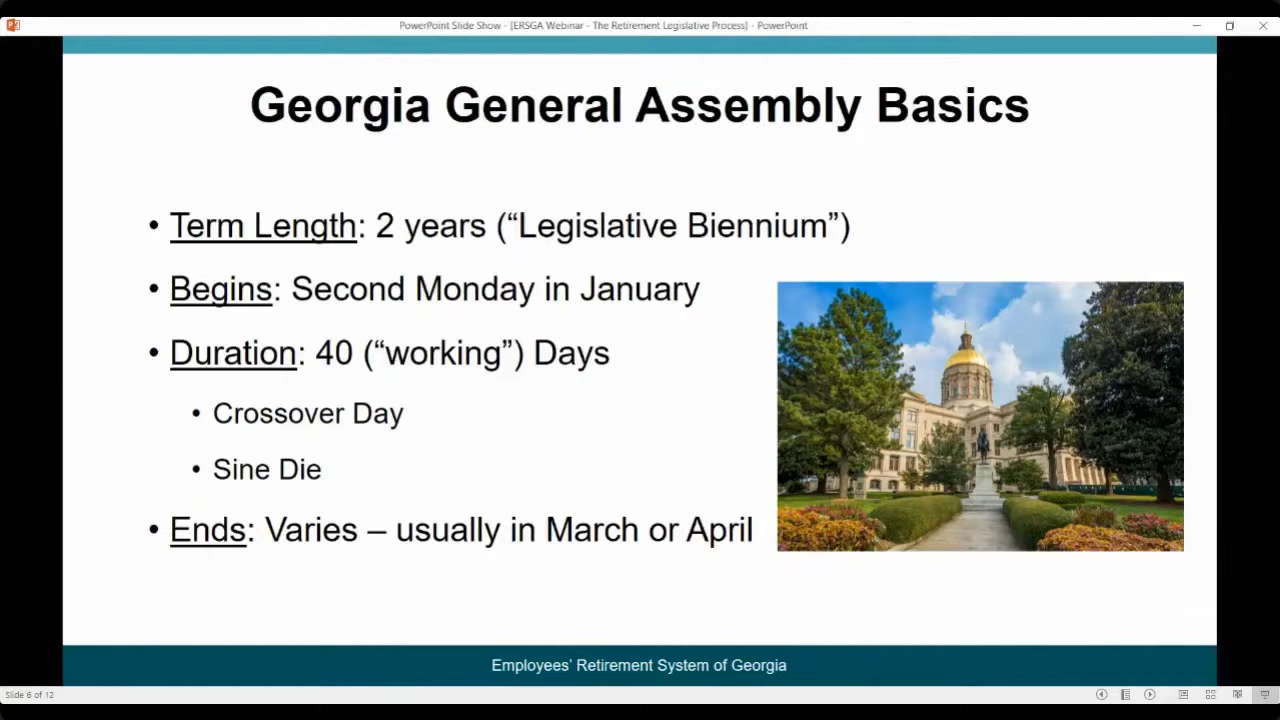 PowerPoint Slide Show - [ERSGA Webinar - The Retirement Legislative Process] - PowerPoint
Georgia General Assembly Basics
• Term Length: 2 years (“Legislative Biennium”)
• Begins: Second Monday in January
• Duration: 40 (“working”) Days
• Crossover Day
• Sine Die
• Ends: Varies – usually in March or April
Employees’ Retirement System of Georgia
Slide 6 of 12